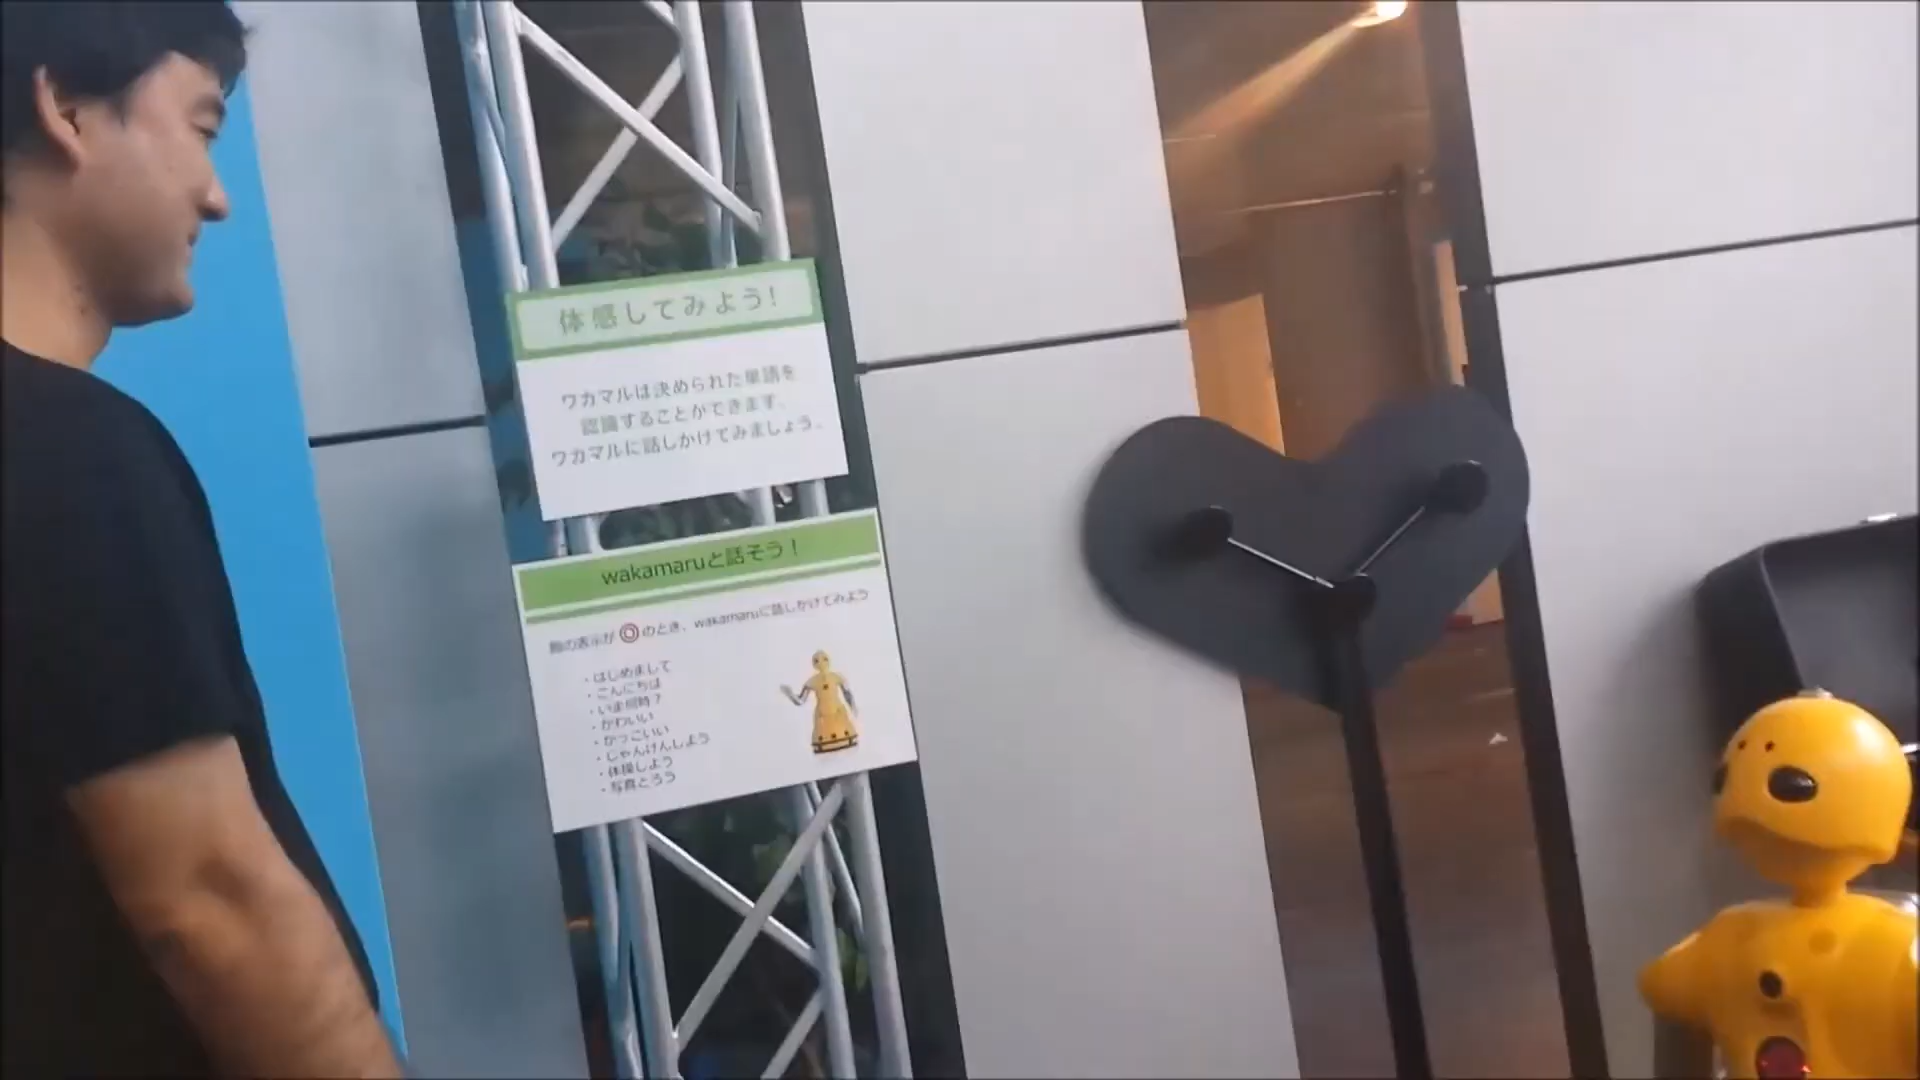 体感してみよう!
ワカマルは決められた単語を
認識することができます。
ワカマルに話しかけてみましょう。
wakamaruと話そう！
胸の表示が◎のとき、wakamaruに話しかけてみよう
・はじめまして
・こんにちは
・いま何時？
・かわいい
・かっこいい
・じゃんけんしよう
・体操しよう
・写真とろう